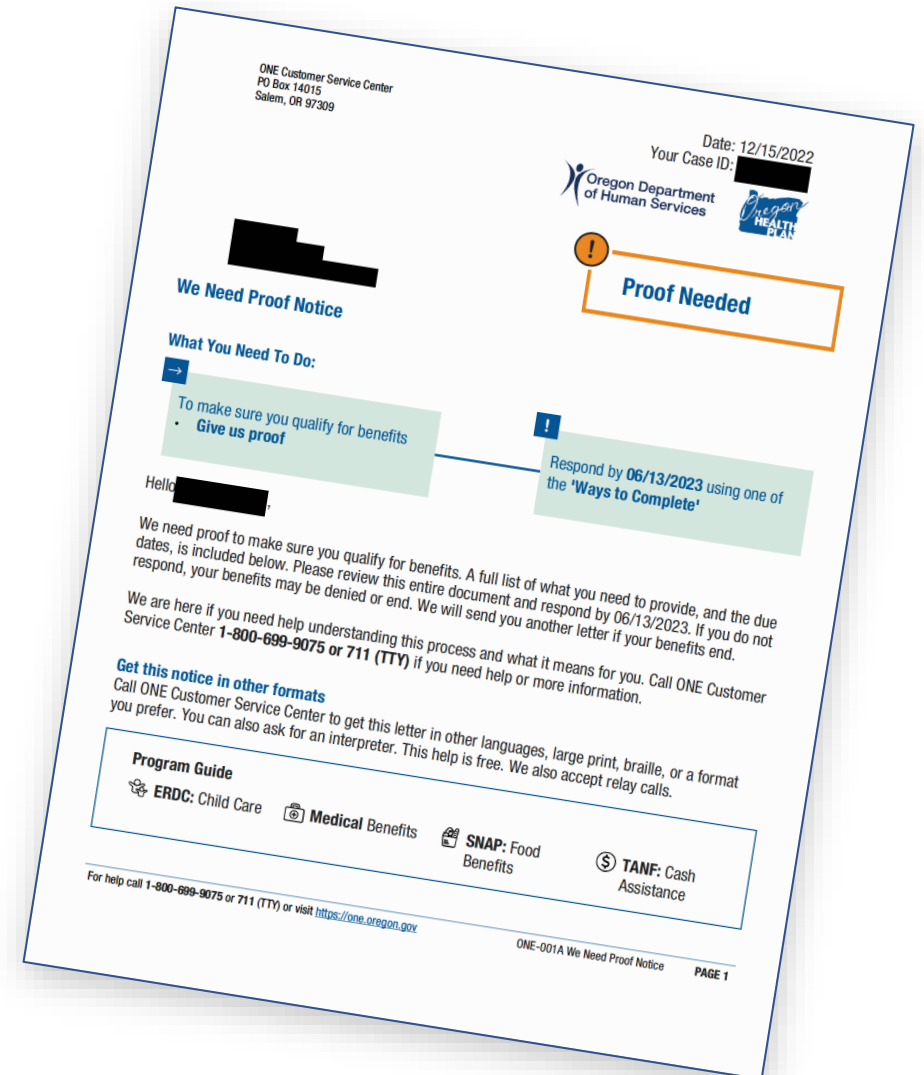 ONE Customer Service Center
PO Box 14015
Salem, OR 97309
Date: 12/15/2022
Your Case ID:
Oregon Department
of Human Services
Oregon
HEALTH
PLAN
! Proof Needed
We Need Proof Notice
What You Need To Do:
→
To make sure you qualify for benefits
• Give us proof
!
Respond by 06/13/2023 using one of
the 'Ways to Complete'
Hello ,
We need proof to make sure you qualify for benefits. A full list of what you need to provide, and the due
dates, is included below. Please review this entire document and respond by 06/13/2023. If you do not
respond, your benefits may be denied or end. We will send you another letter if your benefits end.
We are here if you need help understanding this process and what it means for you. Call ONE Customer
Service Center 1-800-699-9075 or 711 (TTY) if you need help or more information.
Get this notice in other formats
Call ONE Customer Service Center to get this letter in other languages, large print, braille, or a format
you prefer. You can also ask for an interpreter. This help is free. We also accept relay calls.
Program Guide
ERDC: Child Care
Medical Benefits
SNAP: Food
Benefits
$ TANF: Cash
Assistance
For help call 1-800-699-9075 or 711 (TTY) or visit https://one.oregon.gov
ONE-001A We Need Proof Notice PAGE 1